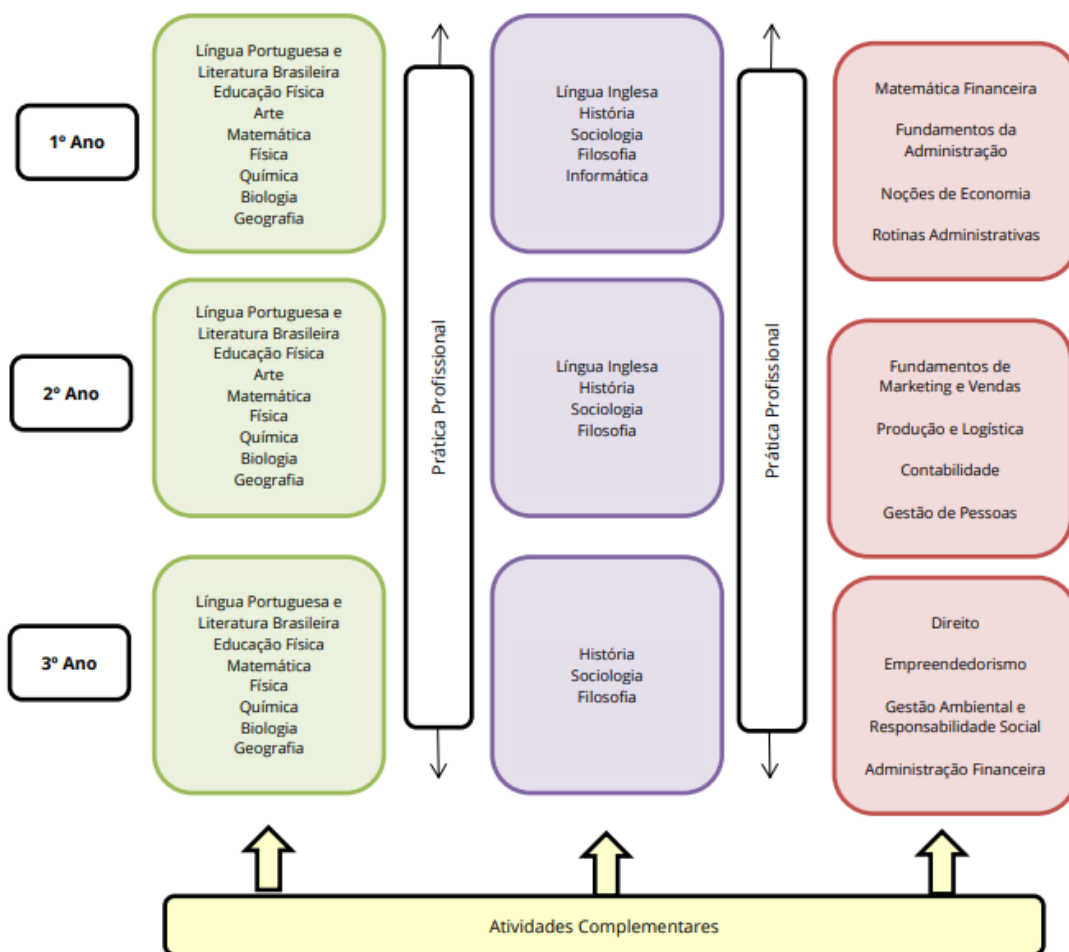 1º Ano
Língua Portuguesa e
Literatura Brasileira
Educação Física
Arte
Matemática
Física
Química
Biologia
Geografia
Prática Profissional
Língua Inglesa
História
Sociologia
Filosofia
Informática
Prática Profissional
Matemática Financeira
Fundamentos da
Administração
Noções de Economia
Rotinas Administrativas
2º Ano
Língua Portuguesa e
Literatura Brasileira
Educação Física
Arte
Matemática
Física
Química
Biologia
Geografia
Língua Inglesa
História
Sociologia
Filosofia
Fundamentos de
Marketing e Vendas
Produção e Logística
Contabilidade
Gestão de Pessoas
3º Ano
Língua Portuguesa e
Literatura Brasileira
Educação Física
Matemática
Física
Química
Biologia
Geografia
História
Sociologia
Filosofia
Direito
Empreendedorismo
Gestão Ambiental e
Responsabilidade Social
Administração Financeira
Atividades Complementares